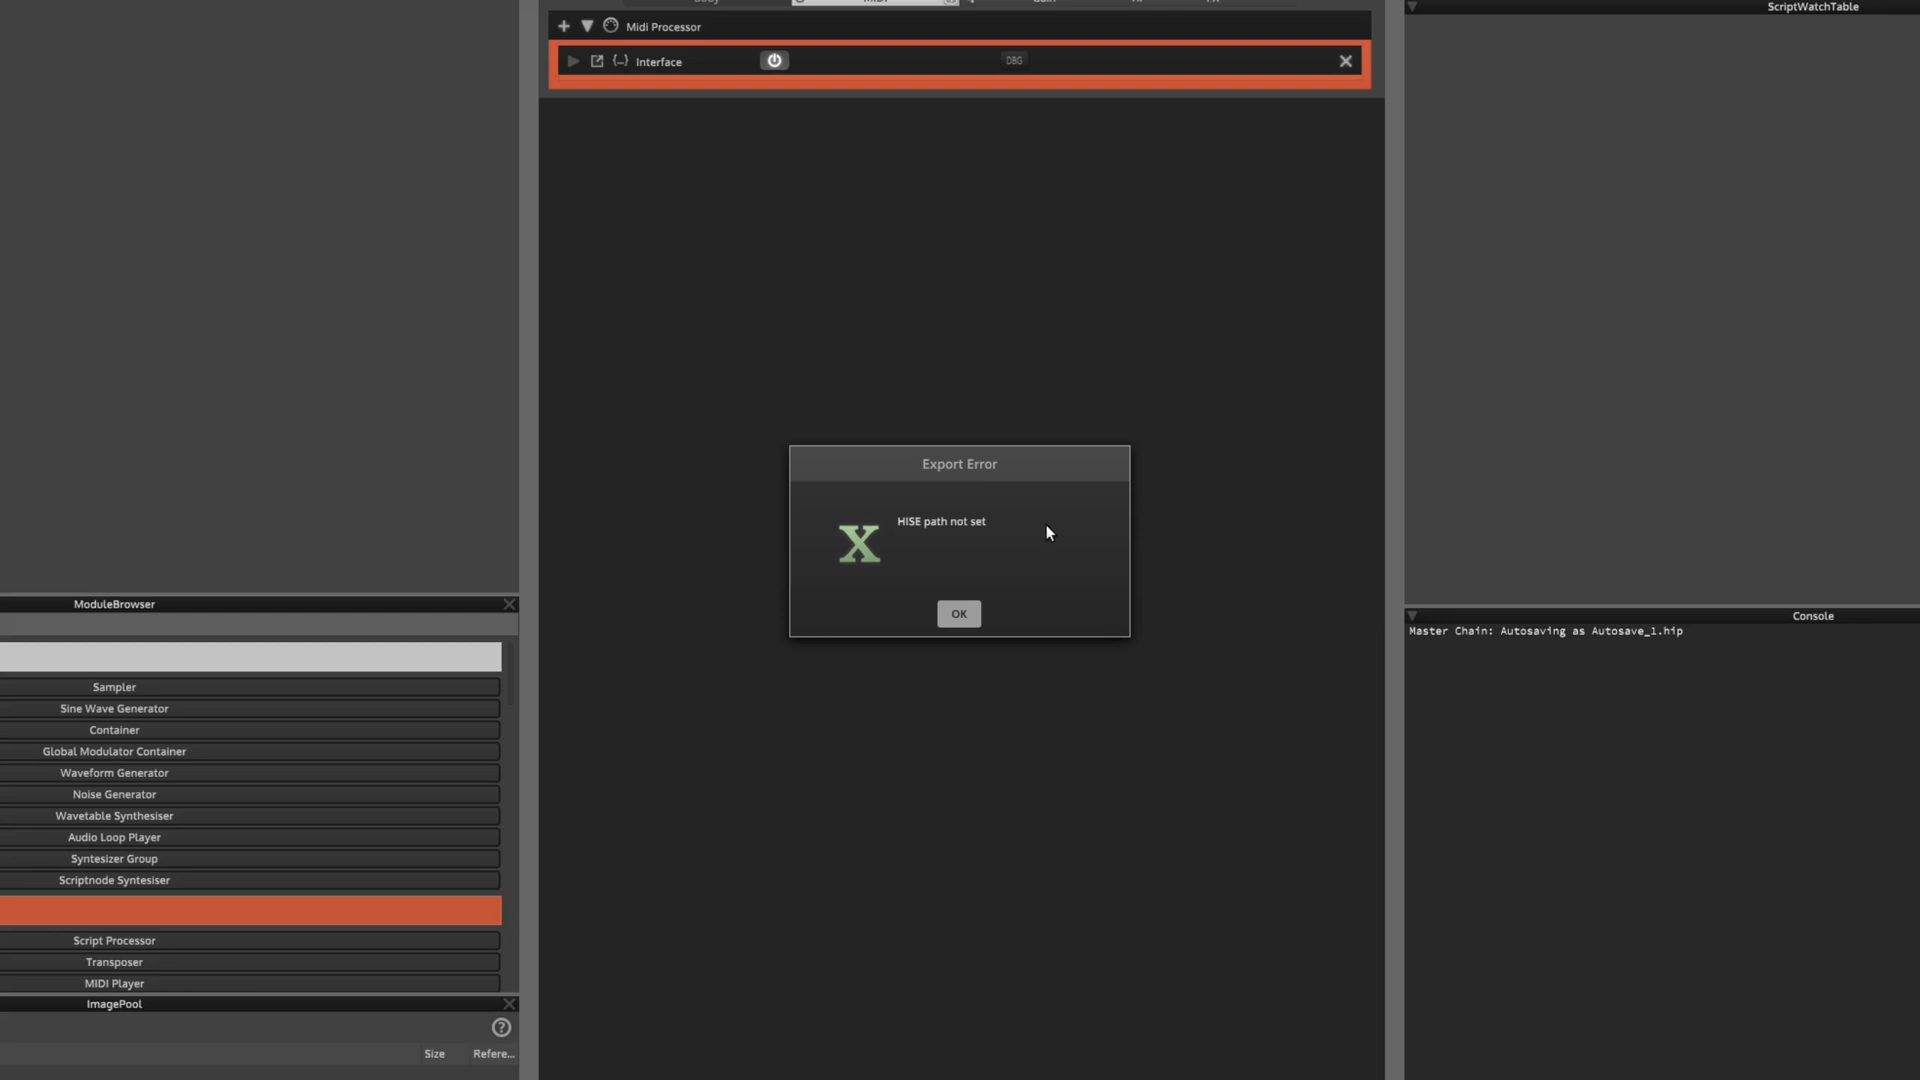 ScriptWatchTable
Midi Processor
Interface
DBG
Export Error
HISE path not set
X
OK
ModuleBrowser
Sampler
Sine Wave Generator
Container
Global Modulator Container
Waveform Generator
Noise Generator
Wavetable Synthesiser
Audio Loop Player
Syntesizer Group
Scriptnode Syntesiser
Script Processor
Transposer
MIDI Player
ImagePool
?
Size Refere...
Console
Master Chain: Autosaving as Autosave_1.hip